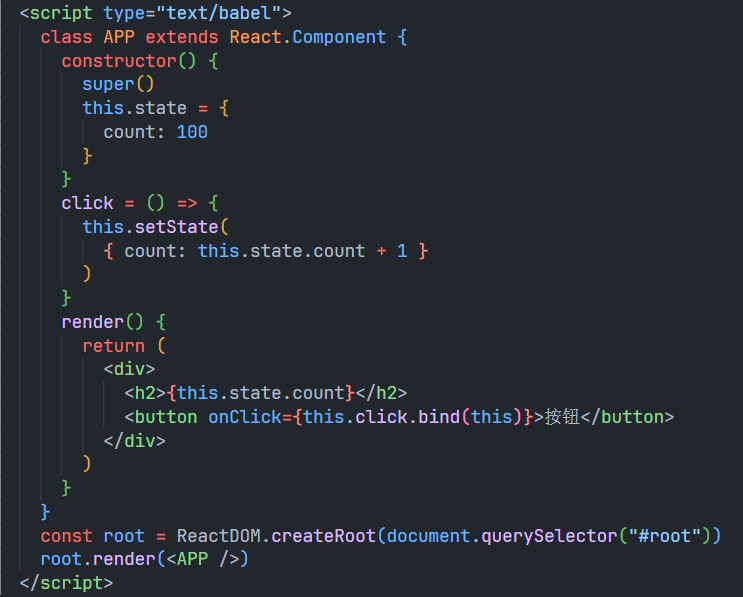 <script type="text/babel">
class APP extends React.Component {
constructor() {
super()
this.state = {
count: 100
}
}
click = () => {
this.setState(
{ count: this.state.count + 1 }
)
}
render() {
return (
<div>
<h2>{this.state.count}</h2>
<button onClick={this.click.bind(this)}>按钮</button>
</div>
)
}
}
const root = ReactDOM.createRoot(document.querySelector("#root"))
root.render(<APP />)
</script>